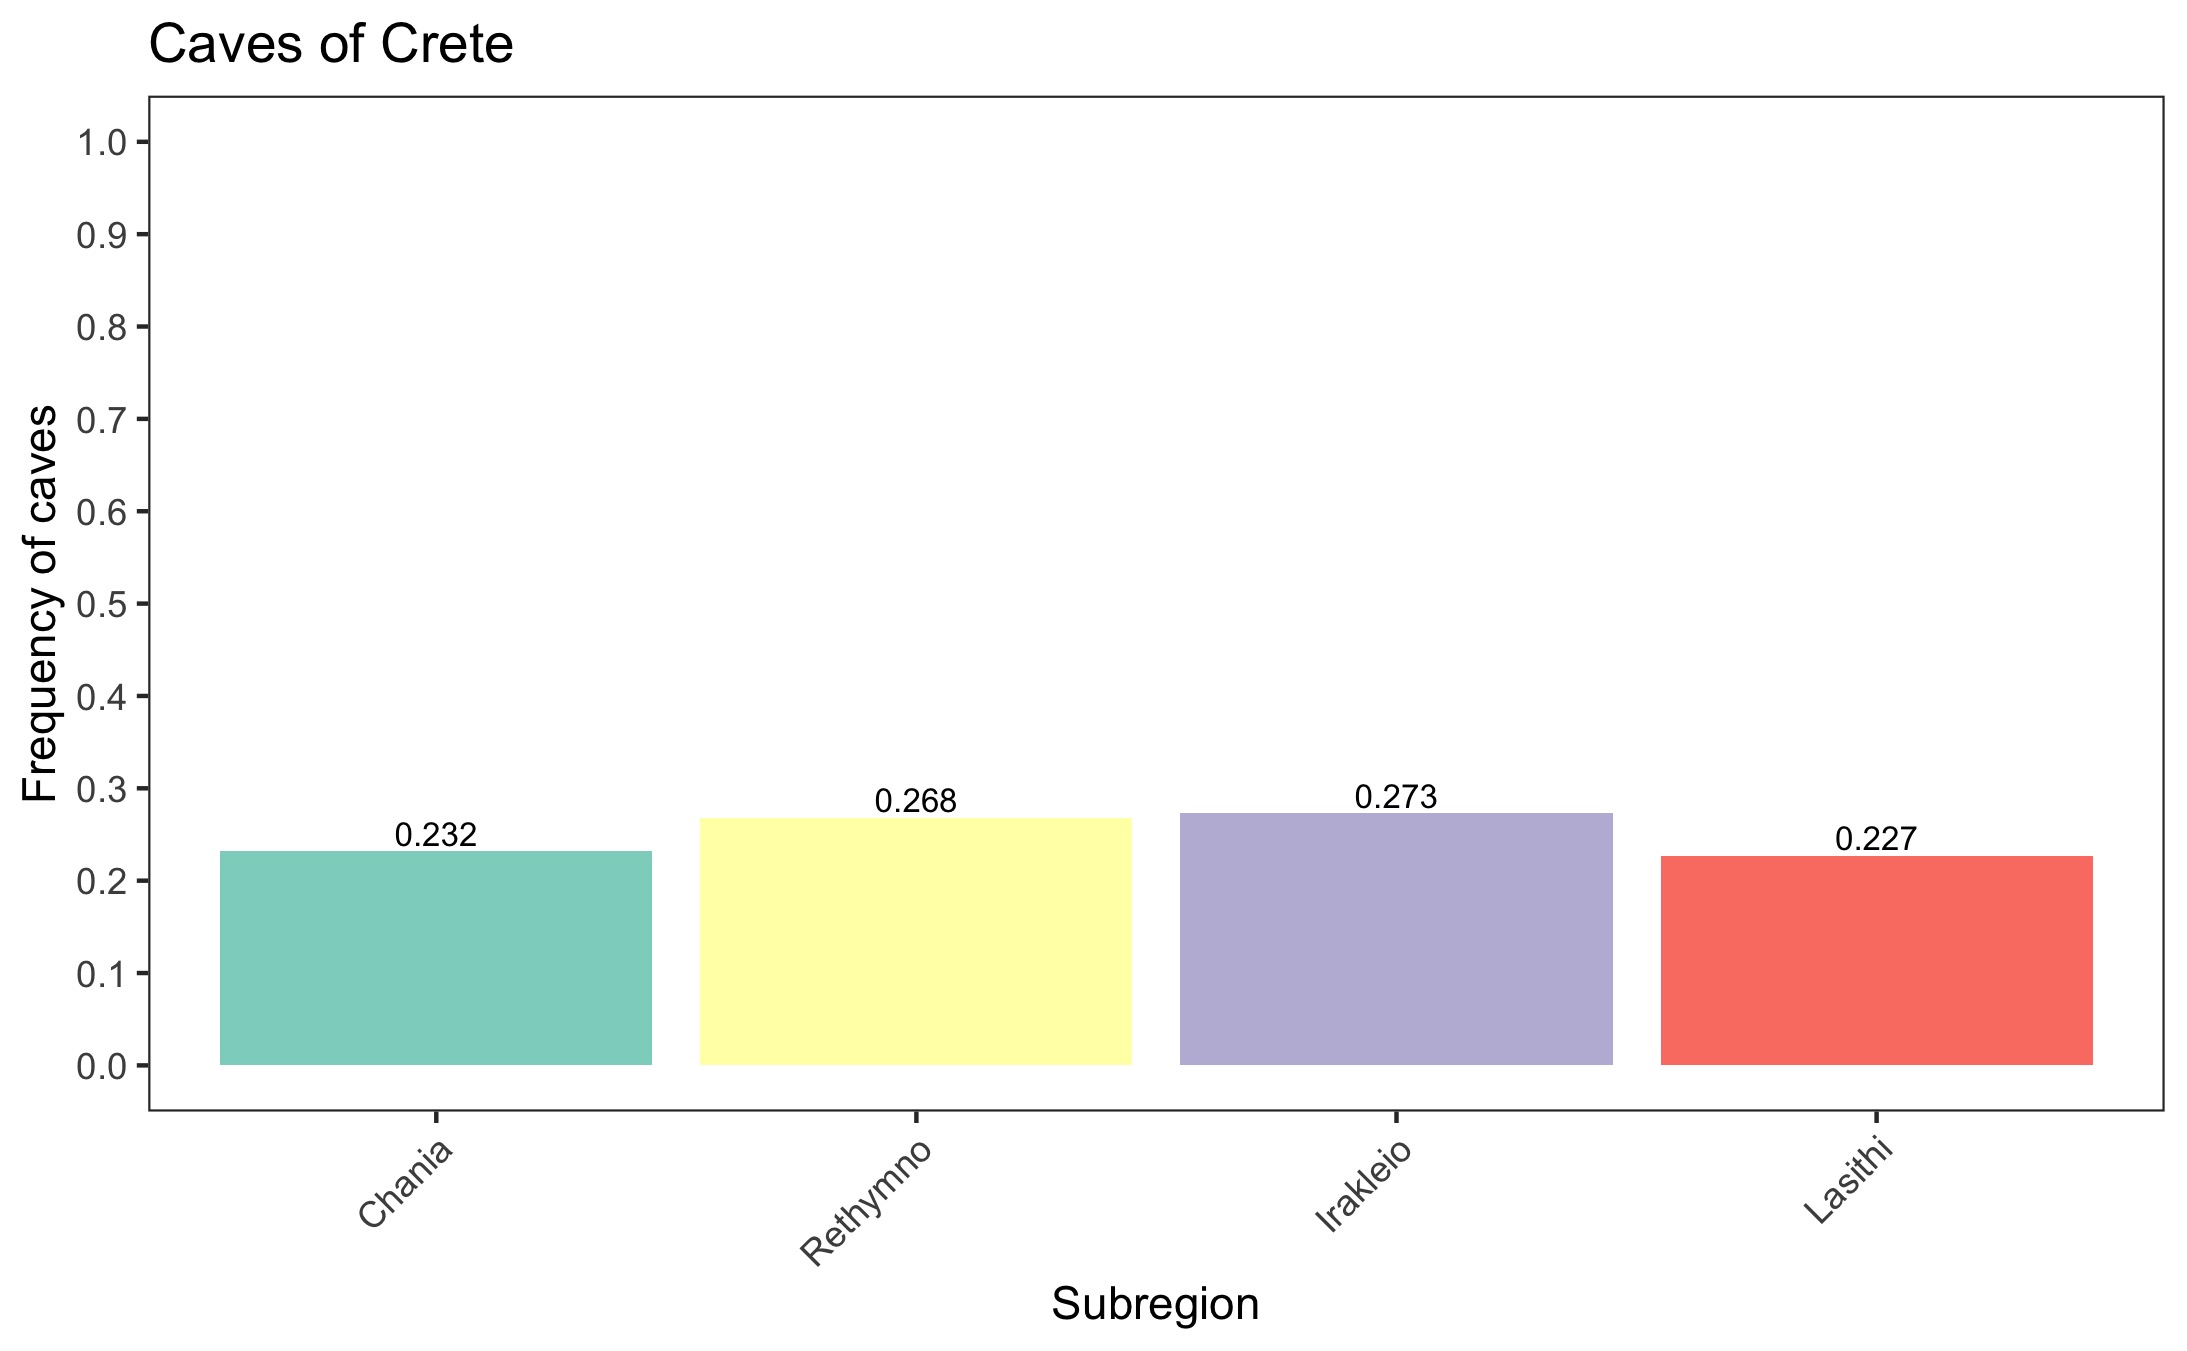 Caves of Crete
Frequency of caves
1.0
0.9
0.8
0.7
0.6
0.5
0.4
0.3
0.2
0.1
0.0
0.232
0.268
0.273
0.227
Chania
Rethymno
Irakleio
Lasithi
Subregion